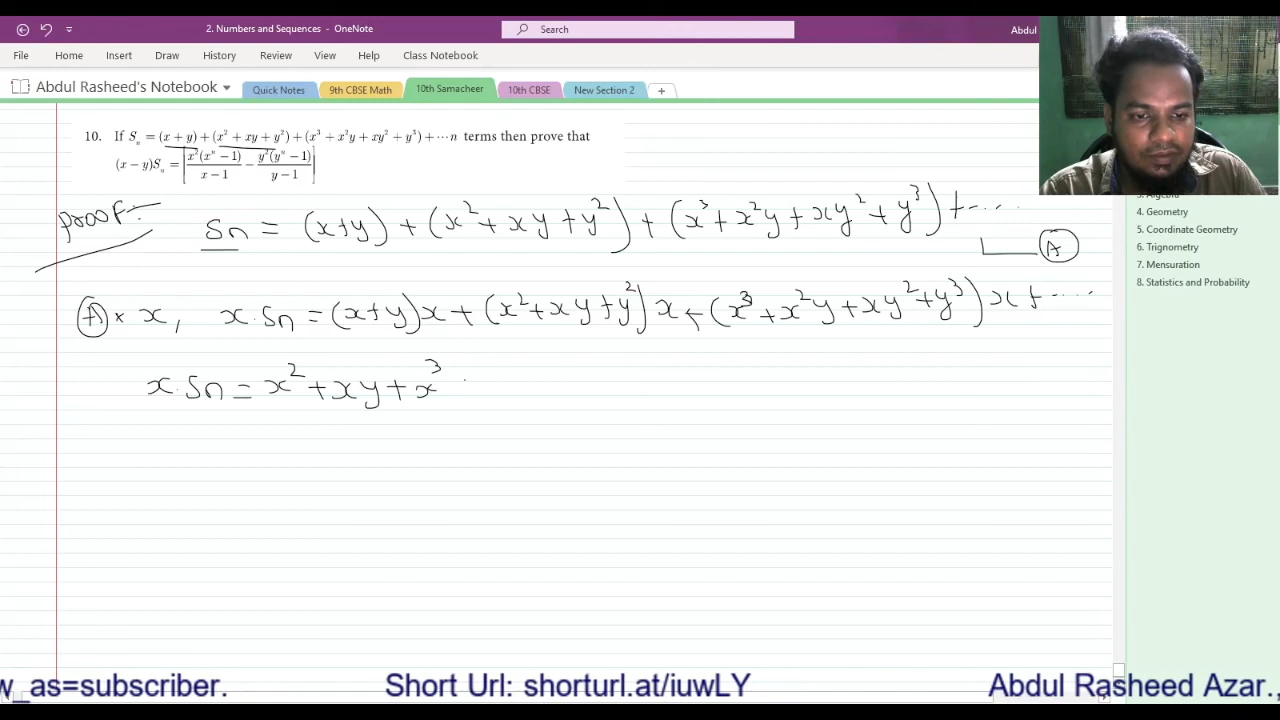 2. Numbers and Sequences - OneNote
Search
Abdul
File Home Insert Draw History Review View Help Class Notebook
Abdul Rasheed's Notebook
Quick Notes
9th CBSE Math
10th Samacheer
10th CBSE
New Section 2
10. If Sₙ = (x + y) + (x² + xy + y²) + (x³ + x²y + xy² + y³) + ⋯ n terms then prove that
(x − y)Sₙ = [x²(xⁿ − 1)/(x − 1) − y²(yⁿ − 1)/(y − 1)]
proof:
Sn = (x+y) + (x² + xy + y²) + (x³ + x²y + xy² + y³) + ....
A
A × x, x.Sn = (x+y)x + (x² + xy + y²)x + (x³ + x²y + xy² + y³)x + ....
x.Sn = x² + xy + x³
4. Geometry
5. Coordinate Geometry
6. Trignometry
7. Mensuration
8. Statistics and Probability
w_as=subscriber. Short Url: shorturl.at/iuwLY Abdul Rasheed Azar.,